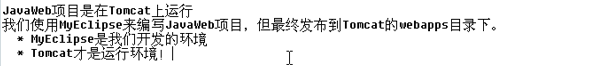 JavaWeb项目是在Tomcat上运行
我们使用MyEclipse来编写JavaWeb项目，但最终发布到Tomcat的webapps目录下。
* MyEclipse是我们开发的环境
* Tomcat才是运行环境！